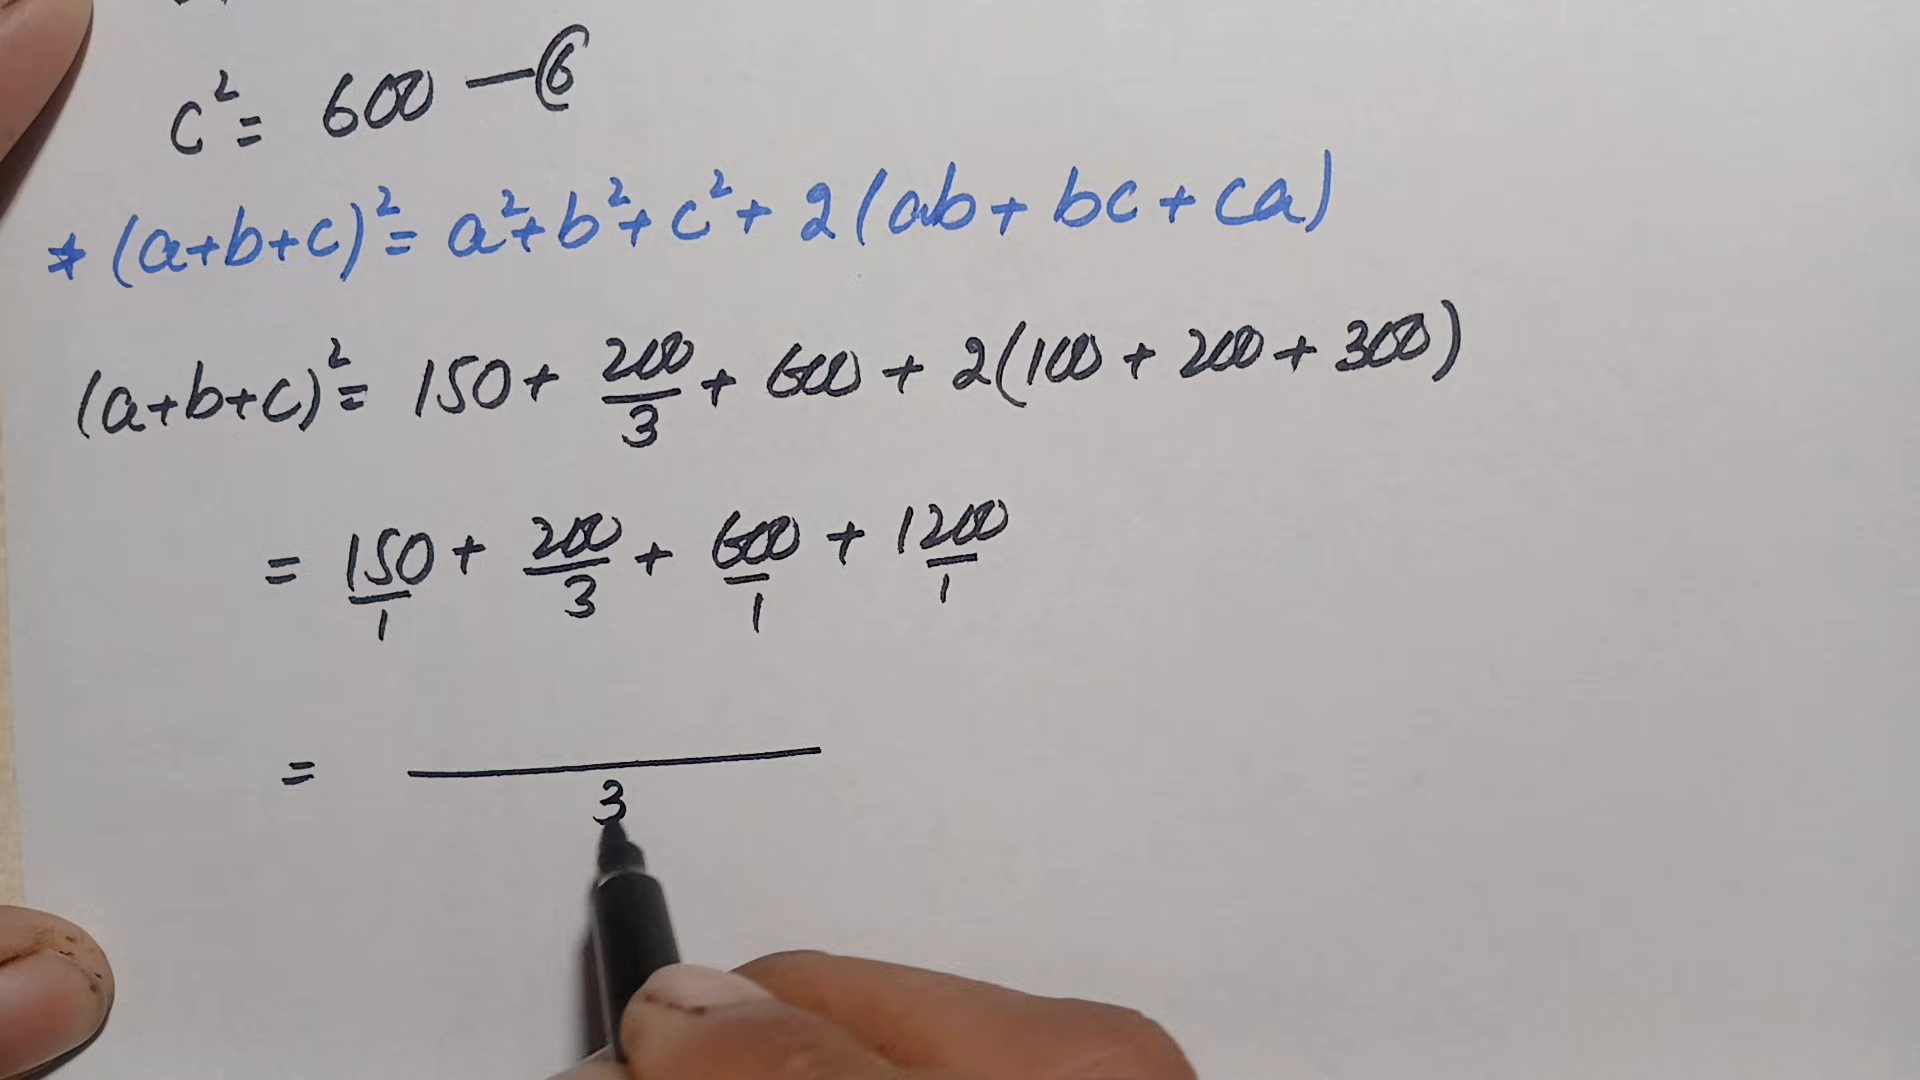 c² = 600 — ⑥
* (a+b+c)² = a²+b²+c²+ 2(ab+bc+ca)
(a+b+c)² = 150 + 200/3 + 600 + 2(100 + 200 + 300)
= 150/1 + 200/3 + 600/1 + 1200/1
= /3